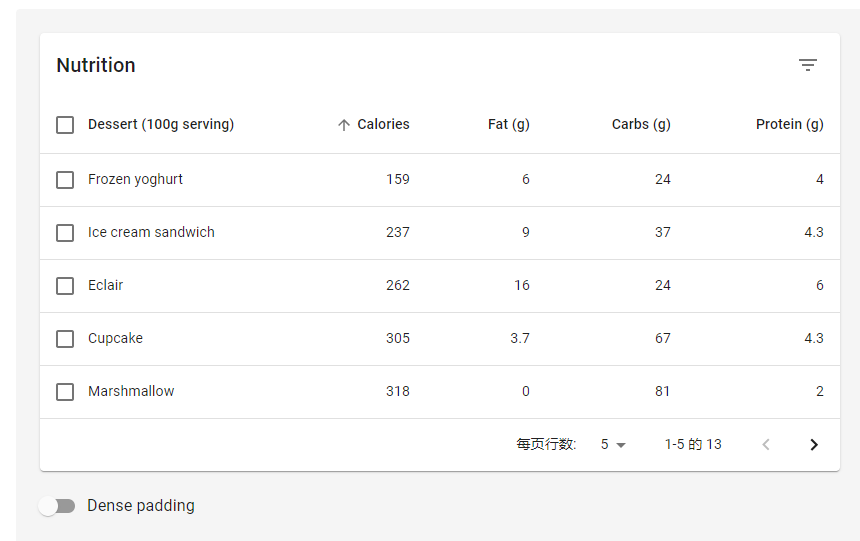 Nutrition
Dessert (100g serving) Calories Fat (g) Carbs (g) Protein (g)
Frozen yoghurt 159 6 24 4
Ice cream sandwich 237 9 37 4.3
Eclair 262 16 24 6
Cupcake 305 3.7 67 4.3
Marshmallow 318 0 81 2
每页行数: 5 1-5 的 13
Dense padding